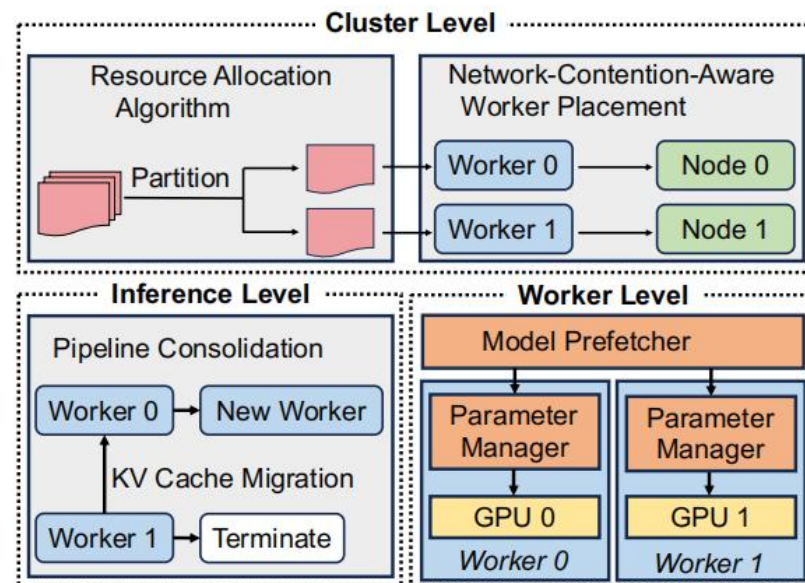 Cluster Level
Resource Allocation
Algorithm
Partition
Network-Contention-Aware
Worker Placement
Worker 0
Node 0
Worker 1
Node 1
Inference Level
Pipeline Consolidation
Worker 0
New Worker
KV Cache Migration
Worker 1
Terminate
Worker Level
Model Prefetcher
Parameter
Manager
GPU 0
Worker 0
Parameter
Manager
GPU 1
Worker 1